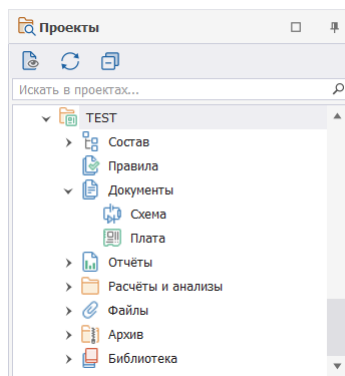 Проекты
Искать в проектах...
TEST
Состав
Правила
Документы
Схема
Плата
Отчёты
Расчёты и анализы
Файлы
Архив
Библиотека